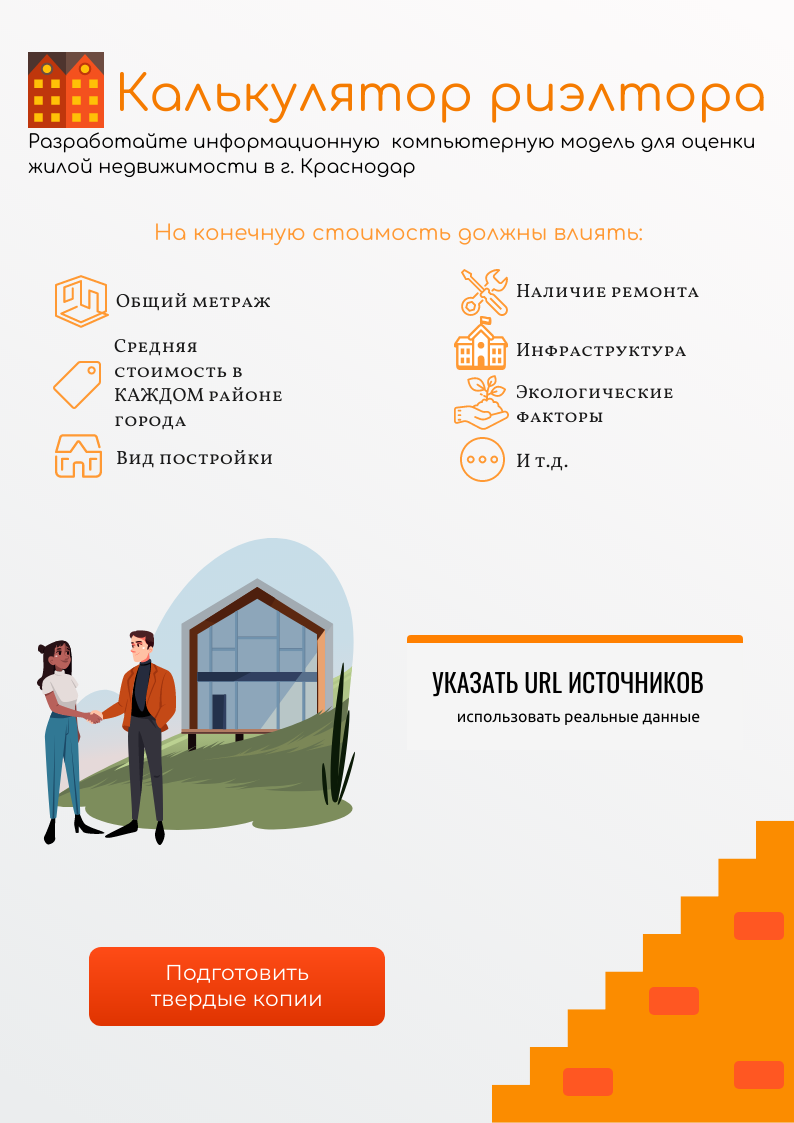 Калькулятор риэлтора
Разработайте информационную компьютерную модель для оценки
жилой недвижимости в г. Краснодар
На конечную стоимость должны влиять:
Общий метраж
Средняя
стоимость в
КАЖДОМ районе
города
Вид постройки
Наличие ремонта
Инфраструктура
Экологические
факторы
И т.д.
УКАЗАТЬ URL ИСТОЧНИКОВ
использовать реальные данные
Подготовить
твердые копии